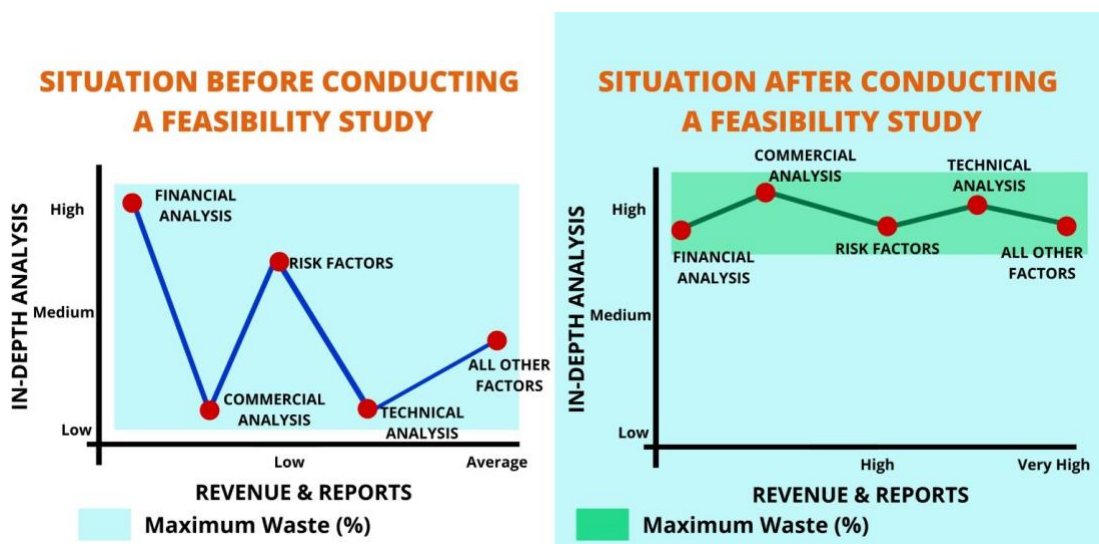 SITUATION BEFORE CONDUCTING
A FEASIBILITY STUDY
IN-DEPTH ANALYSIS
High
Medium
Low
FINANCIAL
ANALYSIS
RISK FACTORS
COMMERCIAL
ANALYSIS
TECHNICAL
ANALYSIS
ALL OTHER
FACTORS
Low
Average
REVENUE & REPORTS
Maximum Waste (%)
SITUATION AFTER CONDUCTING
A FEASIBILITY STUDY
IN-DEPTH ANALYSIS
High
Medium
Low
COMMERCIAL
ANALYSIS
TECHNICAL
ANALYSIS
FINANCIAL
ANALYSIS
RISK FACTORS
ALL OTHER
FACTORS
High
Very High
REVENUE & REPORTS
Maximum Waste (%)